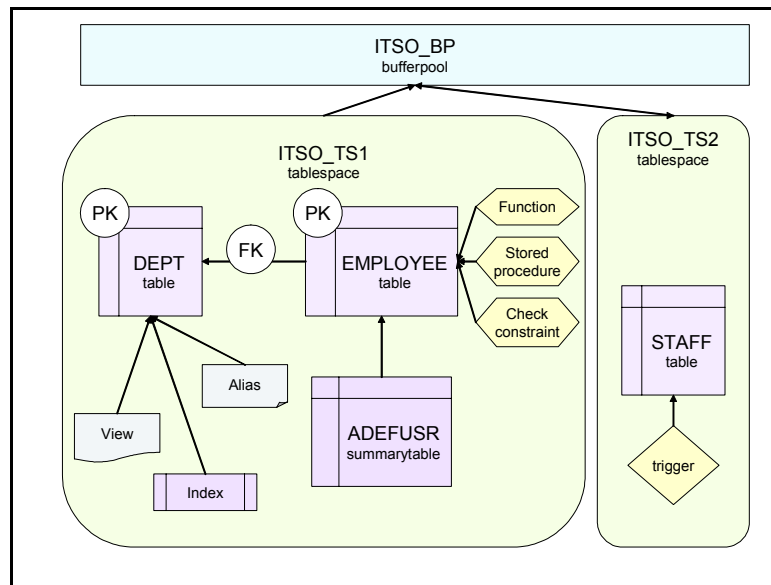 ITSO_BP
bufferpool
ITSO_TS1
tablespace
ITSO_TS2
tablespace
PK
DEPT
table
FK
PK
EMPLOYEE
table
Function
Stored
procedure
Check
constraint
STAFF
table
Alias
View
Index
ADEFUSR
summarytable
trigger